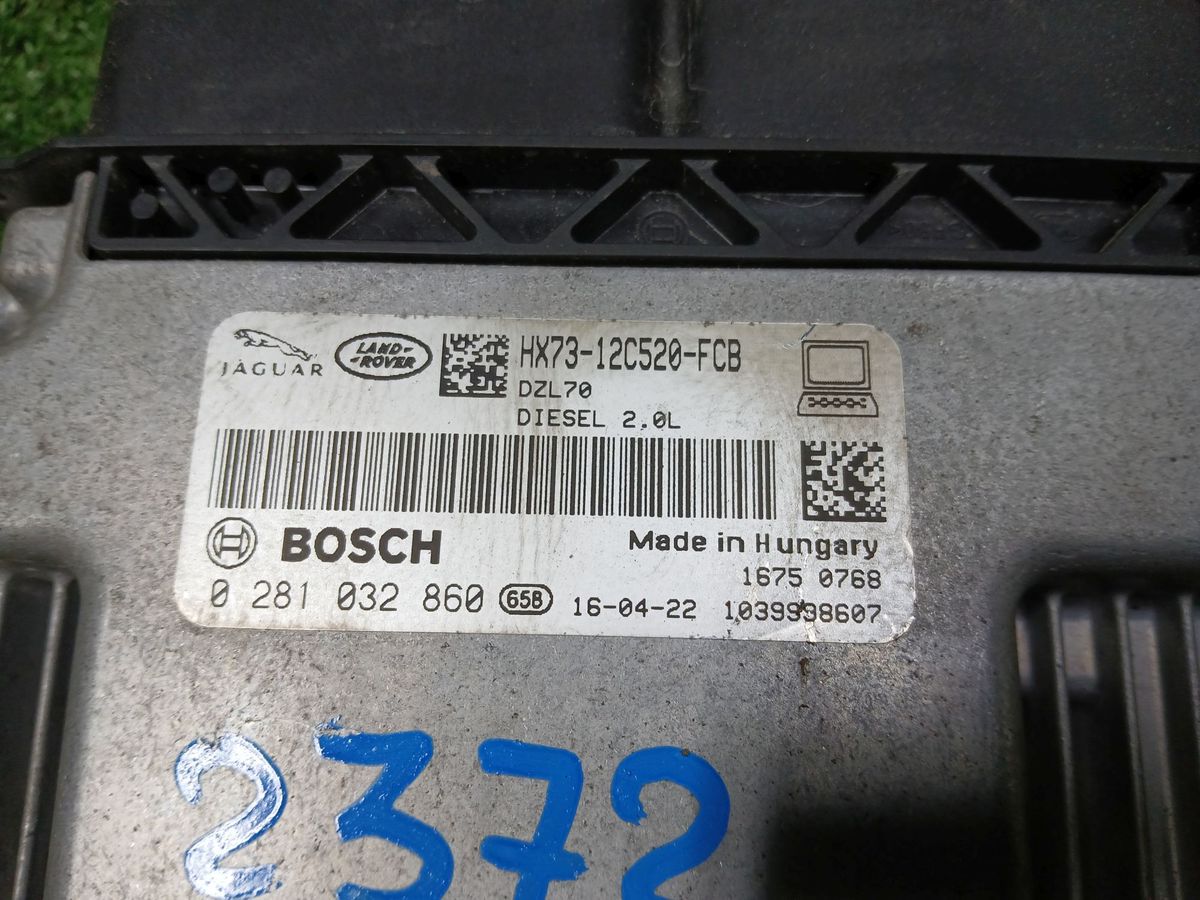 JAGUAR
LAND-ROVER
HX73-12C520-FCB
DZL70
DIESEL 2.0L
BOSCH
Made in Hungary
1675 0768
0 281 032 860 65B 16-04-22 1039998607
2372